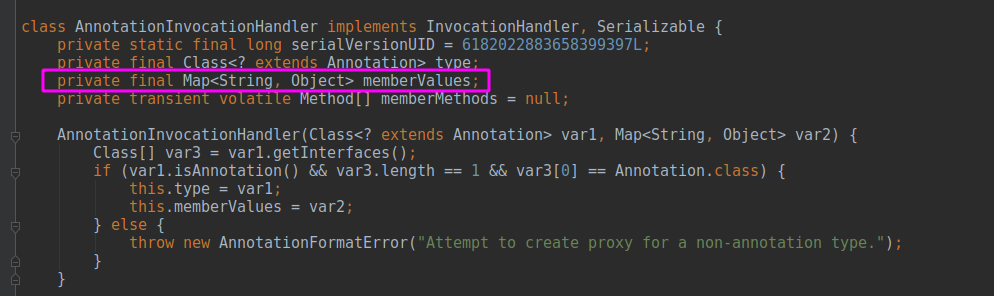 class AnnotationInvocationHandler implements InvocationHandler, Serializable {
    private static final long serialVersionUID = 6182022883658399397L;
    private final Class<? extends Annotation> type;
    private final Map<String, Object> memberValues;
    private transient volatile Method[] memberMethods = null;

    AnnotationInvocationHandler(Class<? extends Annotation> var1, Map<String, Object> var2) {
        Class[] var3 = var1.getInterfaces();
        if (var1.isAnnotation() && var3.length == 1 && var3[0] == Annotation.class) {
            this.type = var1;
            this.memberValues = var2;
        } else {
            throw new AnnotationFormatError("Attempt to create proxy for a non-annotation type.");
        }
    }